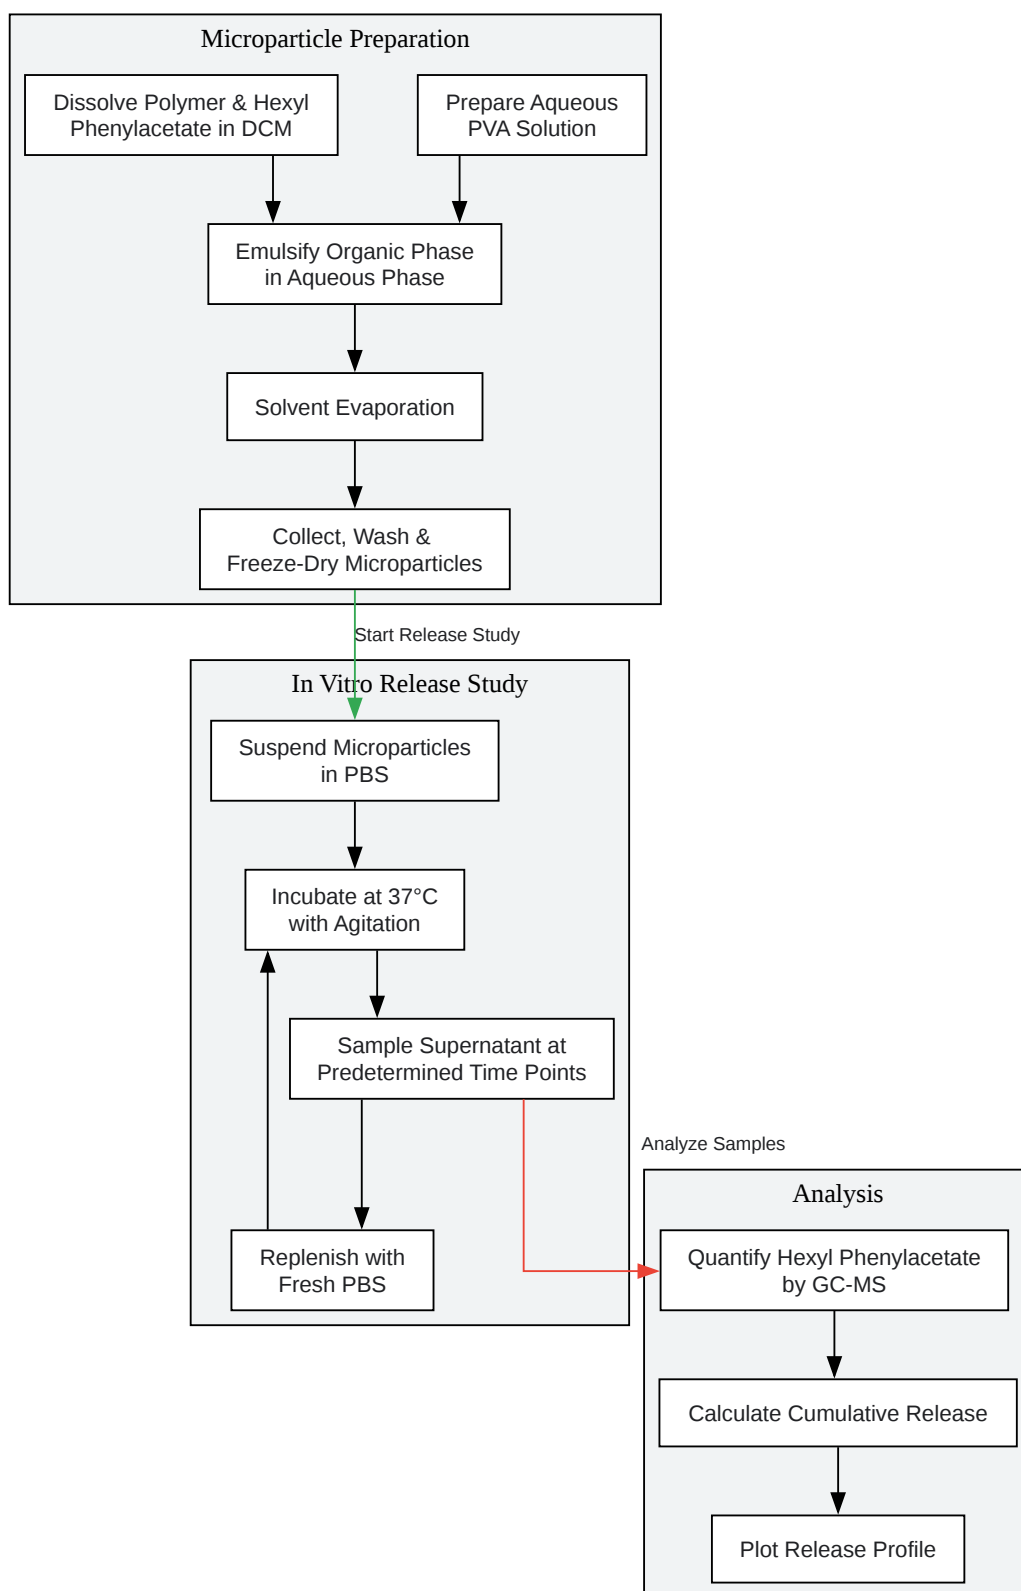 Microparticle Preparation
Dissolve Polymer & Hexyl
Phenylacetate in DCM
Prepare Aqueous
PVA Solution
Emulsify Organic Phase
in Aqueous Phase
Solvent Evaporation
Collect, Wash &
Freeze-Dry Microparticles
Start Release Study
In Vitro Release Study
Suspend Microparticles
in PBS
Incubate at 37°C
with Agitation
Sample Supernatant at
Predetermined Time Points
Replenish with
Fresh PBS
Analyze Samples
Analysis
Quantify Hexyl Phenylacetate
by GC-MS
Calculate Cumulative Release
Plot Release Profile